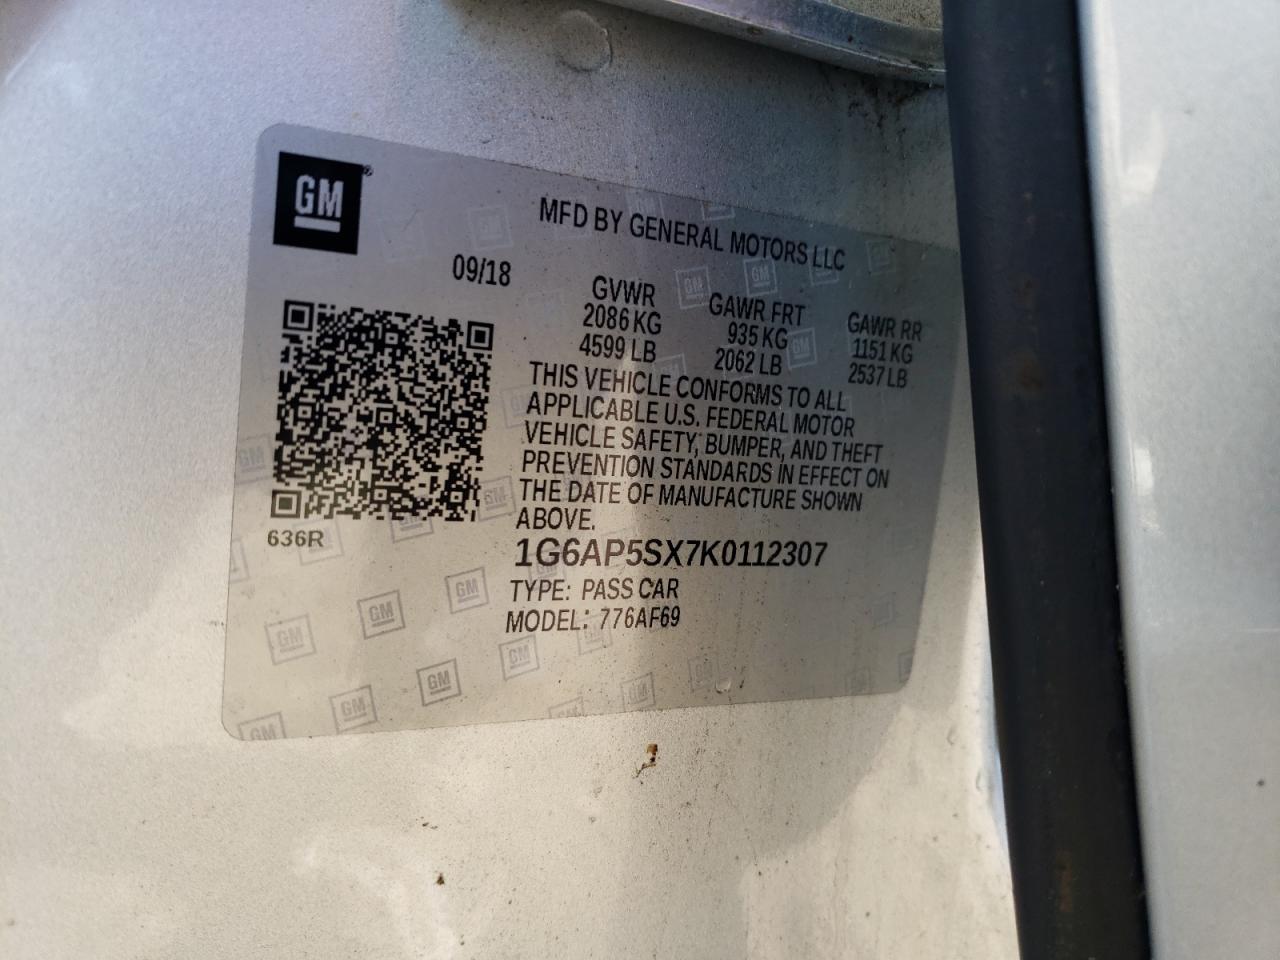 GM®
MFD BY GENERAL MOTORS LLC
09/18
GVWR
2086 KG
4599 LB
GAWR FRT
935 KG
2062 LB
GAWR RR
1151 KG
2537 LB
THIS VEHICLE CONFORMS TO ALL
APPLICABLE U.S. FEDERAL MOTOR
VEHICLE SAFETY, BUMPER, AND THEFT
PREVENTION STANDARDS IN EFFECT ON
THE DATE OF MANUFACTURE SHOWN
ABOVE.
636R
1G6AP5SX7K0112307
TYPE: PASS CAR
MODEL: 776AF69